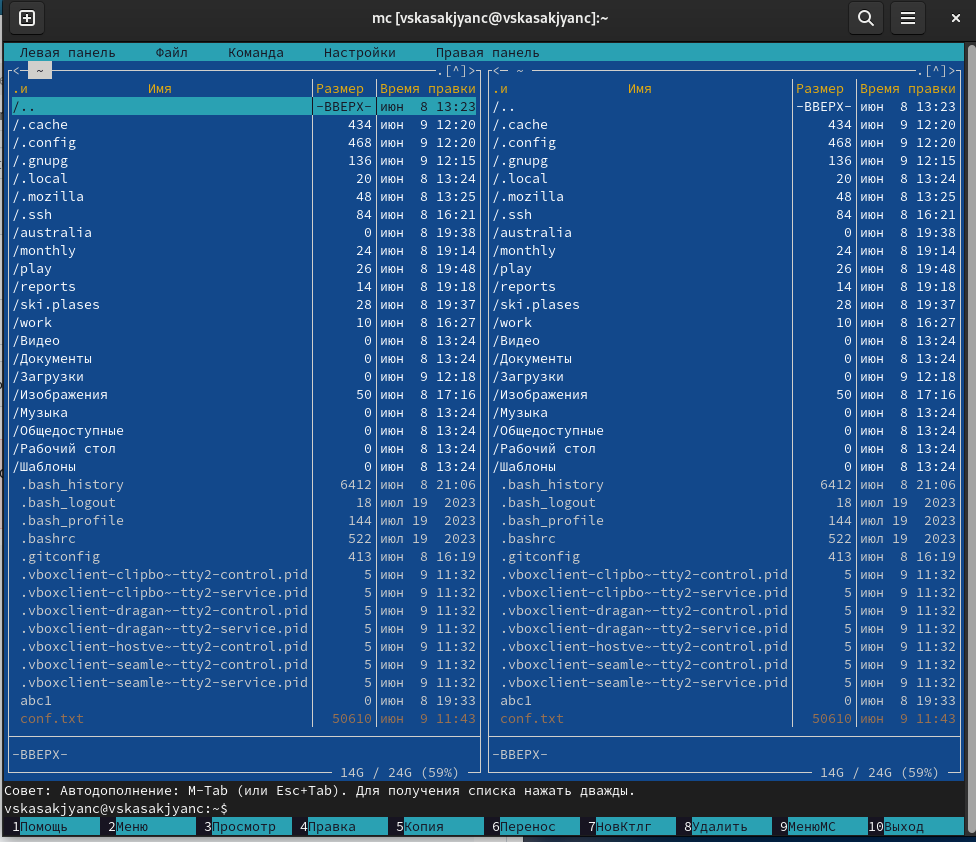 mc [vskasakjyanc@vskasakjyanc]:~
Левая панель Файл Команда Настройки Правая панель
<─ ~ .[^]> <─ ~ .[^]>
.и Имя Размер Время правки .и Имя Размер Время правки
/.. -ВВЕРХ- июн 8 13:23 /.. -ВВЕРХ- июн 8 13:23
/.cache 434 июн 9 12:20 /.cache 434 июн 9 12:20
/.config 468 июн 9 12:20 /.config 468 июн 9 12:20
/.gnupg 136 июн 9 12:15 /.gnupg 136 июн 9 12:15
/.local 20 июн 8 13:24 /.local 20 июн 8 13:24
/.mozilla 48 июн 8 13:25 /.mozilla 48 июн 8 13:25
/.ssh 84 июн 8 16:21 /.ssh 84 июн 8 16:21
/australia 0 июн 8 19:38 /australia 0 июн 8 19:38
/monthly 24 июн 8 19:14 /monthly 24 июн 8 19:14
/play 26 июн 8 19:48 /play 26 июн 8 19:48
/reports 14 июн 8 19:18 /reports 14 июн 8 19:18
/ski.plases 28 июн 8 19:37 /ski.plases 28 июн 8 19:37
/work 10 июн 8 16:27 /work 10 июн 8 16:27
/Видео 0 июн 8 13:24 /Видео 0 июн 8 13:24
/Документы 0 июн 8 13:24 /Документы 0 июн 8 13:24
/Загрузки 0 июн 9 12:18 /Загрузки 0 июн 9 12:18
/Изображения 50 июн 8 17:16 /Изображения 50 июн 8 17:16
/Музыка 0 июн 8 13:24 /Музыка 0 июн 8 13:24
/Общедоступные 0 июн 8 13:24 /Общедоступные 0 июн 8 13:24
/Рабочий стол 0 июн 8 13:24 /Рабочий стол 0 июн 8 13:24
/Шаблоны 0 июн 8 13:24 /Шаблоны 0 июн 8 13:24
.bash_history 6412 июн 8 21:06 .bash_history 6412 июн 8 21:06
.bash_logout 18 июл 19 2023 .bash_logout 18 июл 19 2023
.bash_profile 144 июл 19 2023 .bash_profile 144 июл 19 2023
.bashrc 522 июл 19 2023 .bashrc 522 июл 19 2023
.gitconfig 413 июн 8 16:19 .gitconfig 413 июн 8 16:19
.vboxclient-clipbo~-tty2-control.pid 5 июн 9 11:32 .vboxclient-clipbo~-tty2-control.pid 5 июн 9 11:32
.vboxclient-clipbo~-tty2-service.pid 5 июн 9 11:32 .vboxclient-clipbo~-tty2-service.pid 5 июн 9 11:32
.vboxclient-dragan~-tty2-control.pid 5 июн 9 11:32 .vboxclient-dragan~-tty2-control.pid 5 июн 9 11:32
.vboxclient-dragan~-tty2-service.pid 5 июн 9 11:32 .vboxclient-dragan~-tty2-service.pid 5 июн 9 11:32
.vboxclient-hostve~-tty2-control.pid 5 июн 9 11:32 .vboxclient-hostve~-tty2-control.pid 5 июн 9 11:32
.vboxclient-seamle~-tty2-control.pid 5 июн 9 11:32 .vboxclient-seamle~-tty2-control.pid 5 июн 9 11:32
.vboxclient-seamle~-tty2-service.pid 5 июн 9 11:32 .vboxclient-seamle~-tty2-service.pid 5 июн 9 11:32
abc1 0 июн 8 19:33 abc1 0 июн 8 19:33
conf.txt 50610 июн 9 11:43 conf.txt 50610 июн 9 11:43
-ВВЕРХ- -ВВЕРХ-
14G / 24G (59%) 14G / 24G (59%)
Совет: Автодополнение: M-Tab (или Esc+Tab). Для получения списка нажать дважды.
vskasakjyanc@vskasakjyanc:~$
1Помощь 2Меню 3Просмотр 4Правка 5Копия 6Перенос 7НовКтлг 8Удалить 9МенюMC 10Выход